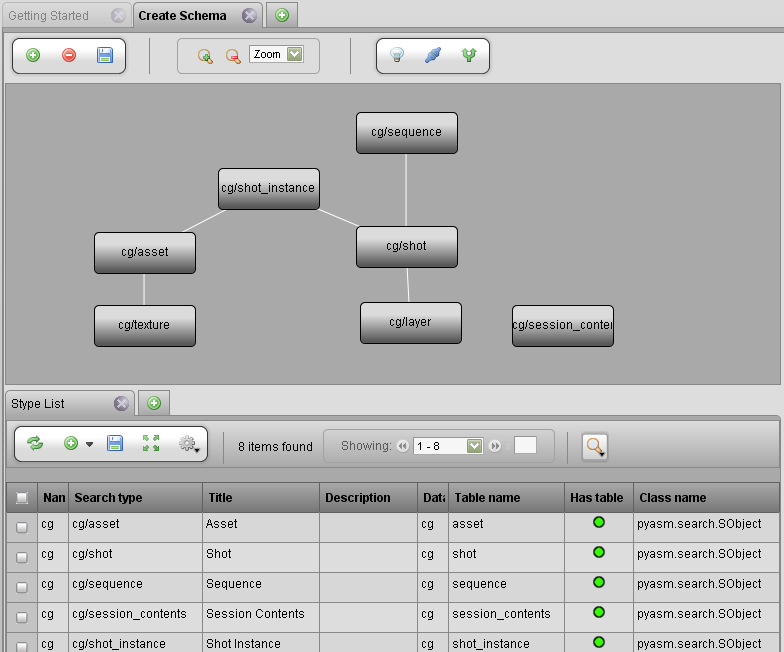 Getting Started Create Schema
Zoom
cg/sequence
cg/shot_instance
cg/asset
cg/shot
cg/texture
cg/layer
cg/session_conter
Stype List
8 items found Showing: 1 - 8
Nan Search type Title Description Data Table name Has table Class name
cg cg/asset Asset cg asset pyasm.search.SObject
cg cg/shot Shot cg shot pyasm.search.SObject
cg cg/sequence Sequence cg sequence pyasm.search.SObject
cg cg/session_contents Session Contents cg session_contents pyasm.search.SObject
cg cg/shot_instance Shot Instance cg shot_instance pyasm.search.SObject